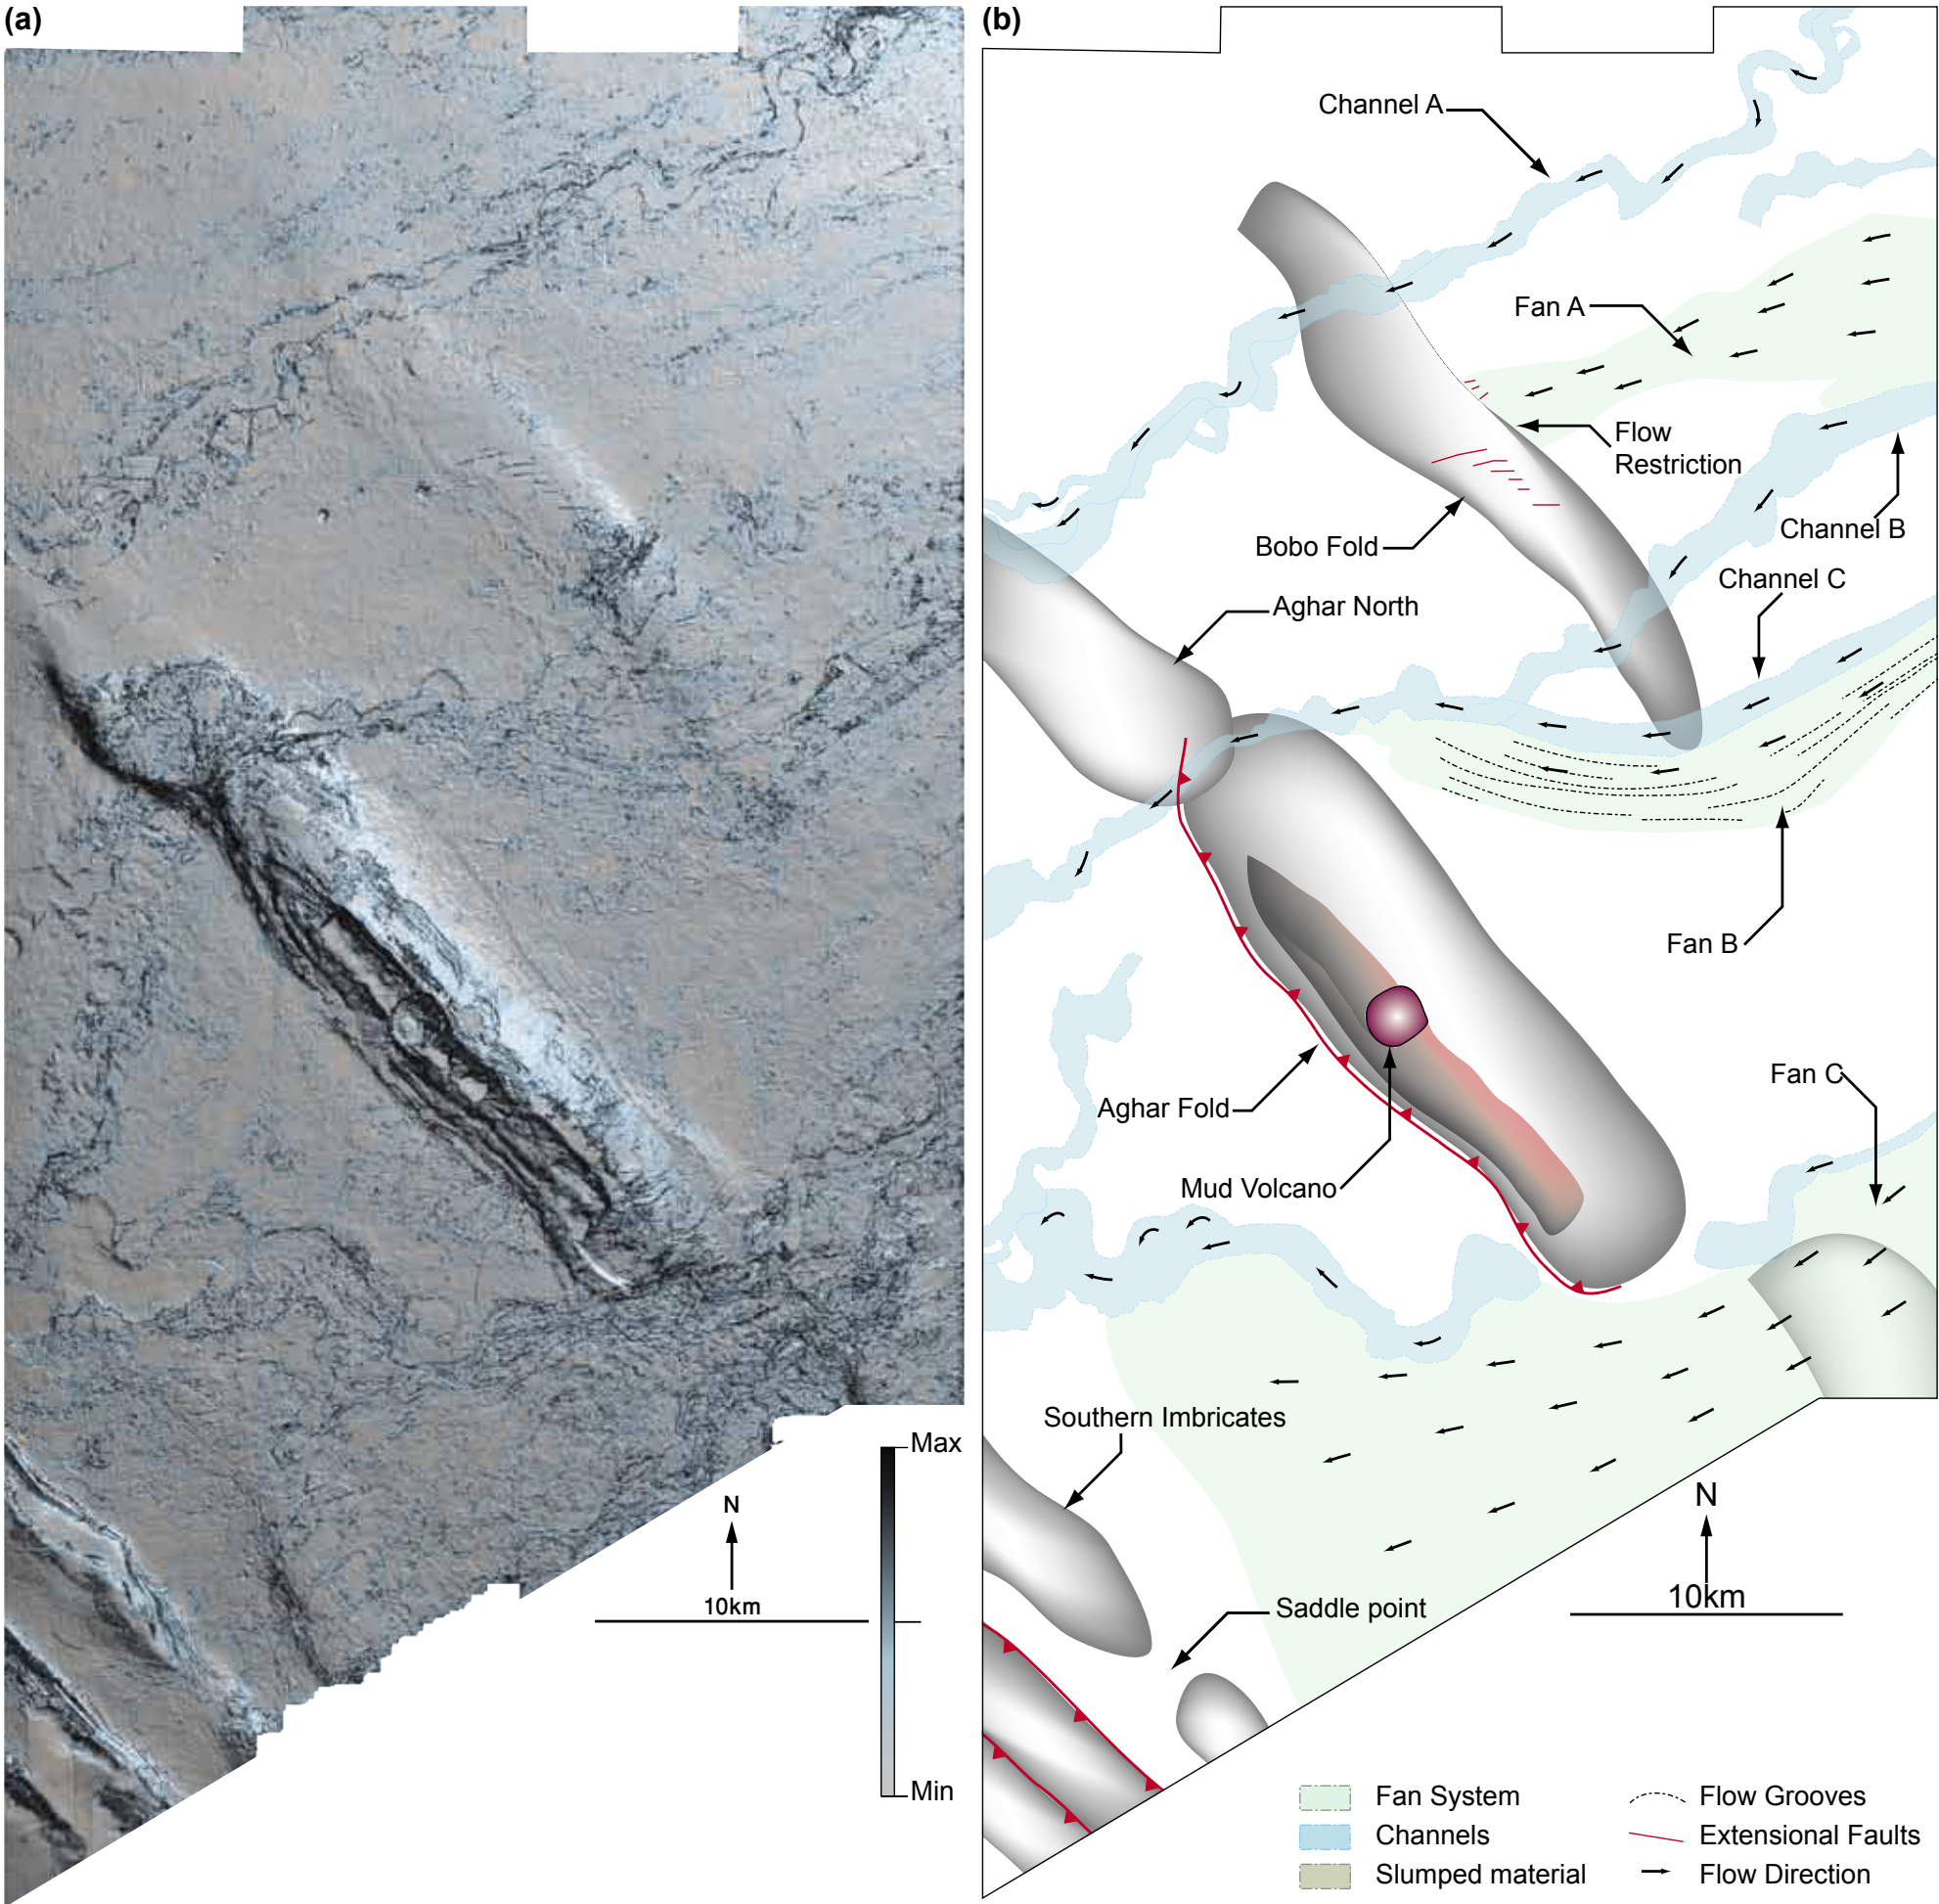 (a)
Max
N
10km
Min
(b)
Channel A
Fan A
Flow
Restriction
Channel B
Bobo Fold
Channel C
Aghar North
Fan B
Fan C
Aghar Fold
Mud Volcano
Southern Imbricates
N
10km
Saddle point
Fan System
Flow Grooves
Channels
Extensional Faults
Slumped material
Flow Direction